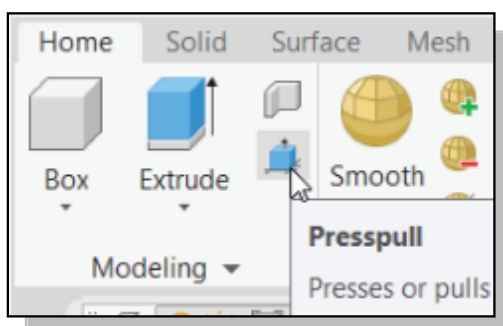 Home Solid Surface Mesh
Box Extrude Smooth
Modeling
Presspull
Presses or pulls